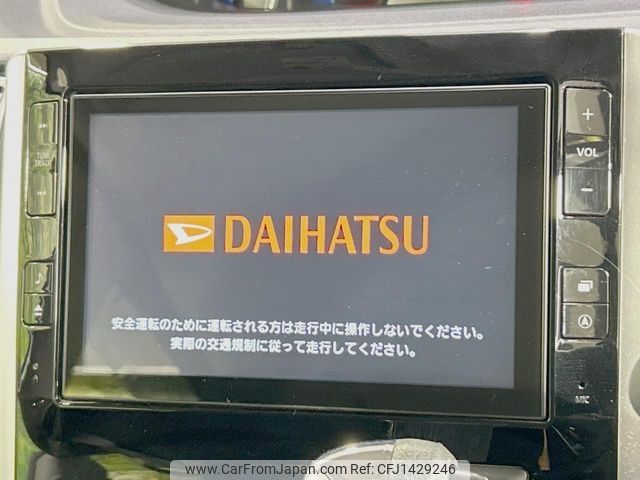 TUNE
TRACK
+
VOL
−
DAIHATSU
安全運転のために運転される方は走行中に操作しないでください。
実際の交通規制に従って走行してください。
MIC
www.CarFromJapan.com | Ref: CFJ1429246